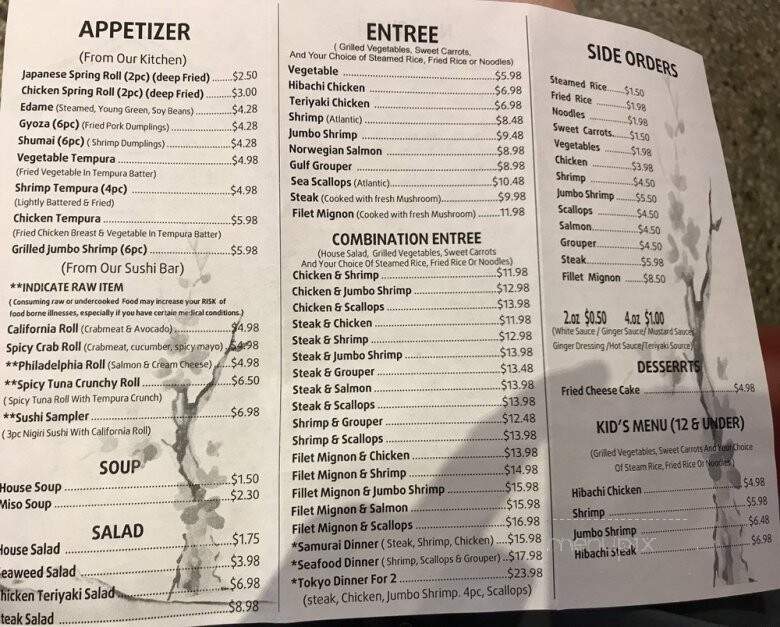 APPETIZER
(From Our Kitchen)
Japanese Spring Roll (2pc) (deep Fried) ........$2.50
Chicken Spring Roll (2pc) (deep Fried) ........$3.00
Edame (Steamed, Young Green, Soy Beans) ........$4.28
Gyoza (6pc) (Fried Pork Dumplings) ........$4.28
Shumai (6pc) ( Shrimp Dumplings) ........$4.28
Vegetable Tempura ........$4.98
(Fried Vegetable In Tempura Batter)
Shrimp Tempura (4pc) ........$4.98
(Lightly Battered & Fried)
Chicken Tempura ........$5.98
(Fried Chicken Breast & Vegetable In Tempura Batter)
Grilled Jumbo Shrimp (6pc) ........$5.98
(From Our Sushi Bar)
**INDICATE RAW ITEM
( Consuming raw or undercooked Food may increase your RISK of
food borne illnesses, especially if you have certain medical conditions.)
California Roll (Crabmeat & Avocado) ........$4.98
Spicy Crab Roll (Crabmeat, cucumber, spicy mayo) ..$4.98
**Philadelphia Roll (Salmon & Cream Cheese) ....$4.98
**Spicy Tuna Crunchy Roll ........$6.50
( Spicy Tuna Roll With Tempura Crunch)
**Sushi Sampler ........$6.98
( 3pc Nigiri Sushi With California Roll)
SOUP
House Soup ........$1.50
Miso Soup ........$2.30
SALAD
House Salad ........$1.75
eaweed Salad ........$3.98
hicken Teriyaki Salad ........$6.98
teak Salad ........$8.98
ENTREE
( Grilled Vegetables, Sweet Carrots,
And Your Choice of Steamed Rice, Fried Rice or Noodles)
Vegetable ........$5.98
Hibachi Chicken ........$6.98
Teriyaki Chicken ........$6.98
Shrimp (Atlantic) ........$8.48
Jumbo Shrimp ........$9.48
Norwegian Salmon ........$8.98
Gulf Grouper ........$8.98
Sea Scallops (Atlantic) ........$10.48
Steak (Cooked with fresh Mushroom) ........$9.98
Filet Mignon (Cooked with fresh Mushroom) ........11.98
COMBINATION ENTREE
(House Salad, Grilled Vegetables, Sweet Carrots
And Your Choice Of Steamed Rice, Fried Rice Or Noodles)
Chicken & Shrimp ........$11.98
Chicken & Jumbo Shrimp ........$12.98
Chicken & Scallops ........$13.98
Steak & Chicken ........$11.98
Steak & Shrimp ........$12.98
Steak & Jumbo Shrimp ........$13.98
Steak & Grouper ........$13.48
Steak & Salmon ........$13.98
Steak & Scallops ........$13.98
Shrimp & Grouper ........$12.48
Shrimp & Scallops ........$13.98
Filet Mignon & Chicken ........$13.98
Filet Mignon & Shrimp ........$14.98
Fillet Mignon & Jumbo Shrimp ........$15.98
Filet Mignon & Salmon ........$15.98
Filet Mignon & Scallops ........$16.98
*Samurai Dinner ( Steak, Shrimp, Chicken) ....$15.98
*Seafood Dinner ( Shrimp, Scallops & Grouper) ..$17.98
*Tokyo Dinner For 2 ........$23.98
(steak, Chicken, Jumbo Shrimp. 4pc, Scallops)
SIDE ORDERS
Steamed Rice ........$1.50
Fried Rice ........$1.98
Noodles ........$1.98
Sweet Carrots ........$1.50
Vegetables ........$1.98
Chicken ........$3.98
Shrimp ........$4.50
Jumbo Shrimp ........$5.50
Scallops ........$4.50
Salmon ........$4.50
Grouper ........$4.50
Steak ........$5.98
Fillet Mignon ........$8.50
2.oz $0.50 4.oz $1.00
(White Sauce / Ginger Sauce/ Mustard Sauce/
Ginger Dressing /Hot Sauce/Teriyaki Source)
DESSERRTS
Fried Cheese Cake ........$4.98
KID'S MENU (12 & UNDER)
(Grilled Vegetables, Sweet Carrots And Your Choice
Of Steam Rice, Fried Rice Or Noodles )
Hibachi Chicken ........$4.98
Shrimp ........$5.98
Jumbo Shrimp ........$6.48
Hibachi Steak ........$6.98